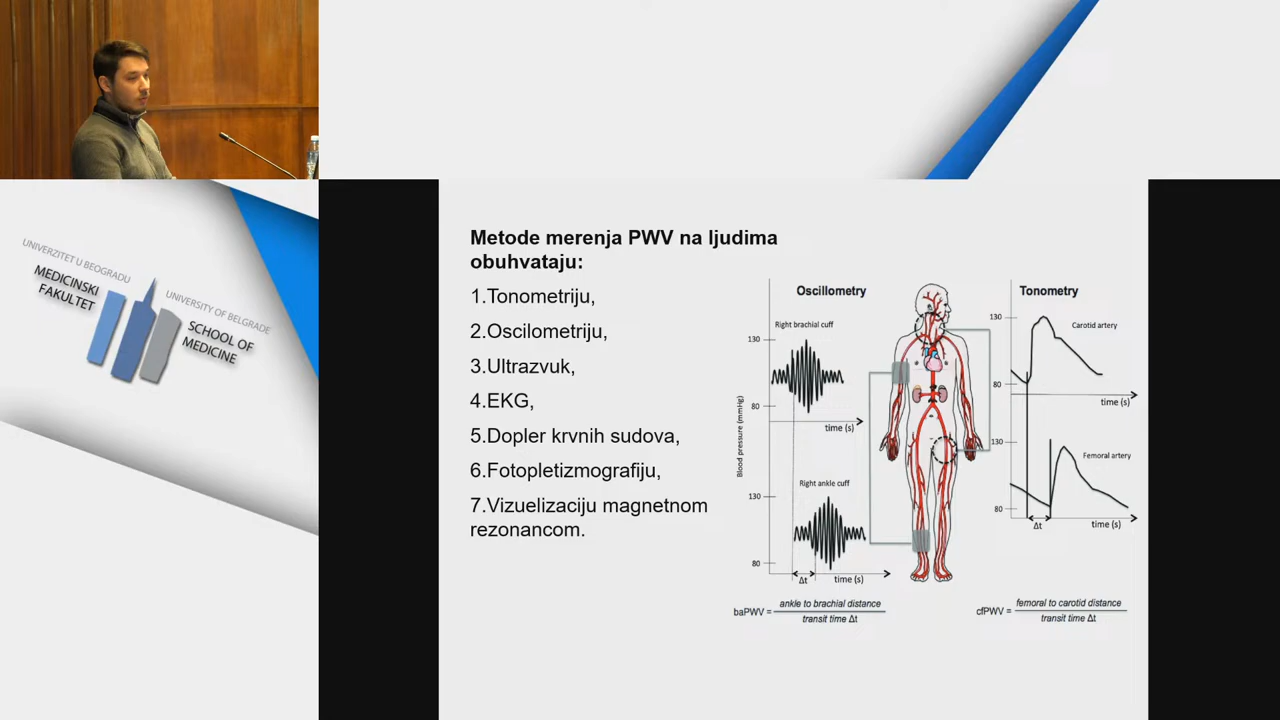 UNIVERZITET U BEOGRADU
MEDICINSKI
FAKULTET
UNIVERSITY OF BELGRADE
SCHOOL OF
MEDICINE
Metode merenja PWV na ljudima
obuhvataju:
1.Tonometriju,
2.Oscilometriju,
3.Ultrazvuk,
4.EKG,
5.Dopler krvnih sudova,
6.Fotopletizmografiju,
7.Vizuelizaciju magnetnom
rezonancom.
Oscillometry
Right brachial cuff
130
80
time (s)
Blood pressure (mmHg)
Right ankle cuff
130
80
Δt
time (s)
baPWV = ankle to brachial distance
transit time Δt
Tonometry
130
Carotid artery
80
time (s)
130
Femoral artery
80
Δt
time (s)
cfPWV = femoral to carotid distance
transit time Δt